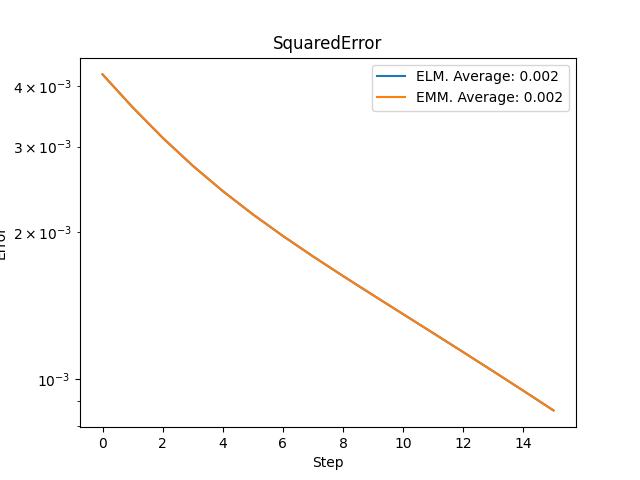 SquaredError
ELM. Average: 0.002
EMM. Average: 0.002
4 × 10⁻³
3 × 10⁻³
2 × 10⁻³
10⁻³
Error
0 2 4 6 8 10 12 14
Step